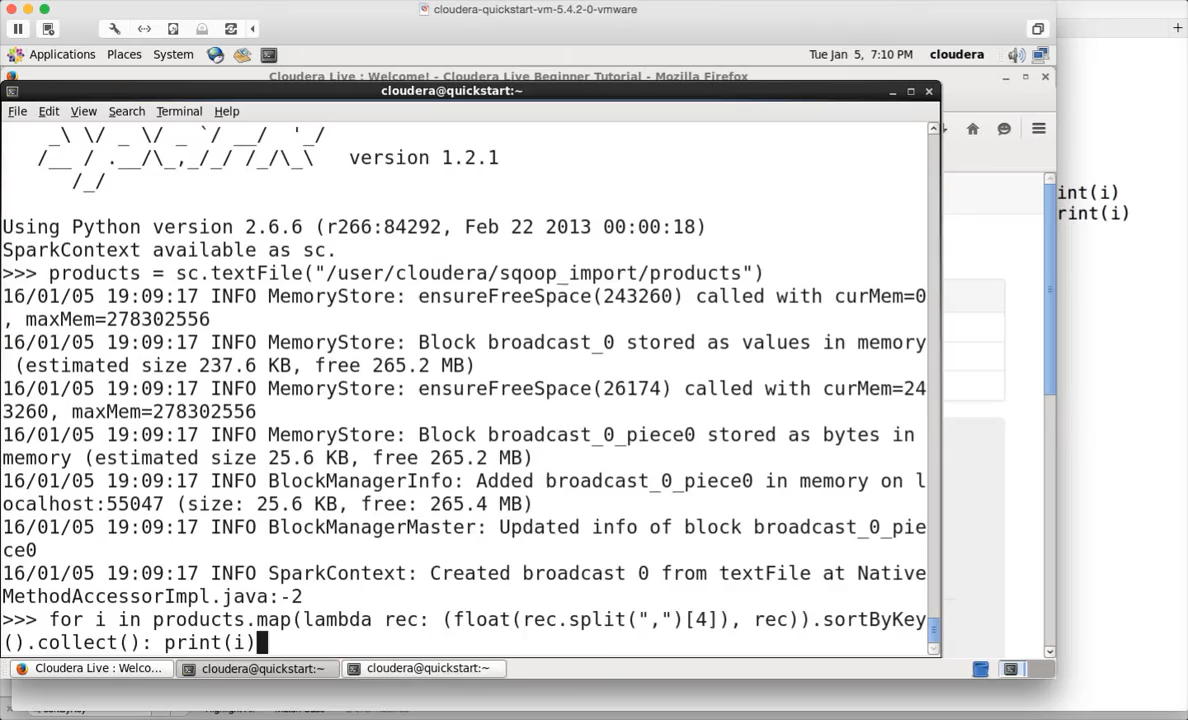 cloudera-quickstart-vm-5.4.2-0-vmware
Applications Places System Tue Jan 5, 7:10 PM cloudera
Cloudera Live : Welcome! - Cloudera Live Beginner Tutorial - Mozilla Firefox
cloudera@quickstart:~
File Edit View Search Terminal Help
version 1.2.1
int(i)
rint(i)
Using Python version 2.6.6 (r266:84292, Feb 22 2013 00:00:18)
SparkContext available as sc.
>>> products = sc.textFile("/user/cloudera/sqoop_import/products")
16/01/05 19:09:17 INFO MemoryStore: ensureFreeSpace(243260) called with curMem=0
, maxMem=278302556
16/01/05 19:09:17 INFO MemoryStore: Block broadcast_0 stored as values in memory
(estimated size 237.6 KB, free 265.2 MB)
16/01/05 19:09:17 INFO MemoryStore: ensureFreeSpace(26174) called with curMem=24
3260, maxMem=278302556
16/01/05 19:09:17 INFO MemoryStore: Block broadcast_0_piece0 stored as bytes in
memory (estimated size 25.6 KB, free 265.2 MB)
16/01/05 19:09:17 INFO BlockManagerInfo: Added broadcast_0_piece0 in memory on l
ocalhost:55047 (size: 25.6 KB, free: 265.4 MB)
16/01/05 19:09:17 INFO BlockManagerMaster: Updated info of block broadcast_0_pie
ce0
16/01/05 19:09:17 INFO SparkContext: Created broadcast 0 from textFile at Native
MethodAccessorImpl.java:-2
>>> for i in products.map(lambda rec: (float(rec.split(",")[4]), rec)).sortByKey
().collect(): print(i)
Cloudera Live : Welco... cloudera@quickstart:~ cloudera@quickstart:~